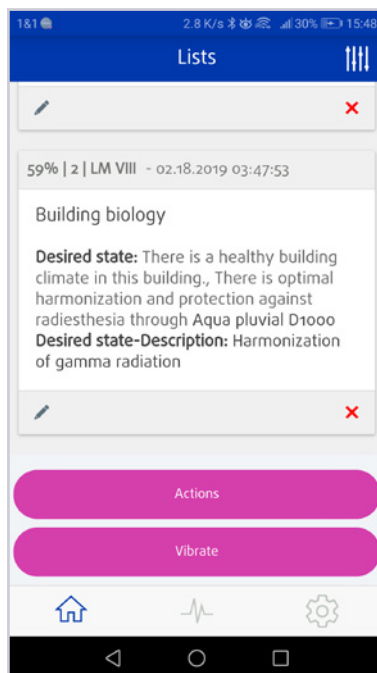 1&1 2.8 K/s 30% 15:48
Lists
59% | 2 | LM VIII - 02.18.2019 03:47:53
Building biology
Desired state: There is a healthy building
climate in this building., There is optimal
harmonization and protection against
radiesthesia through Aqua pluvial D1000
Desired state-Description: Harmonization
of gamma radiation
Actions
Vibrate